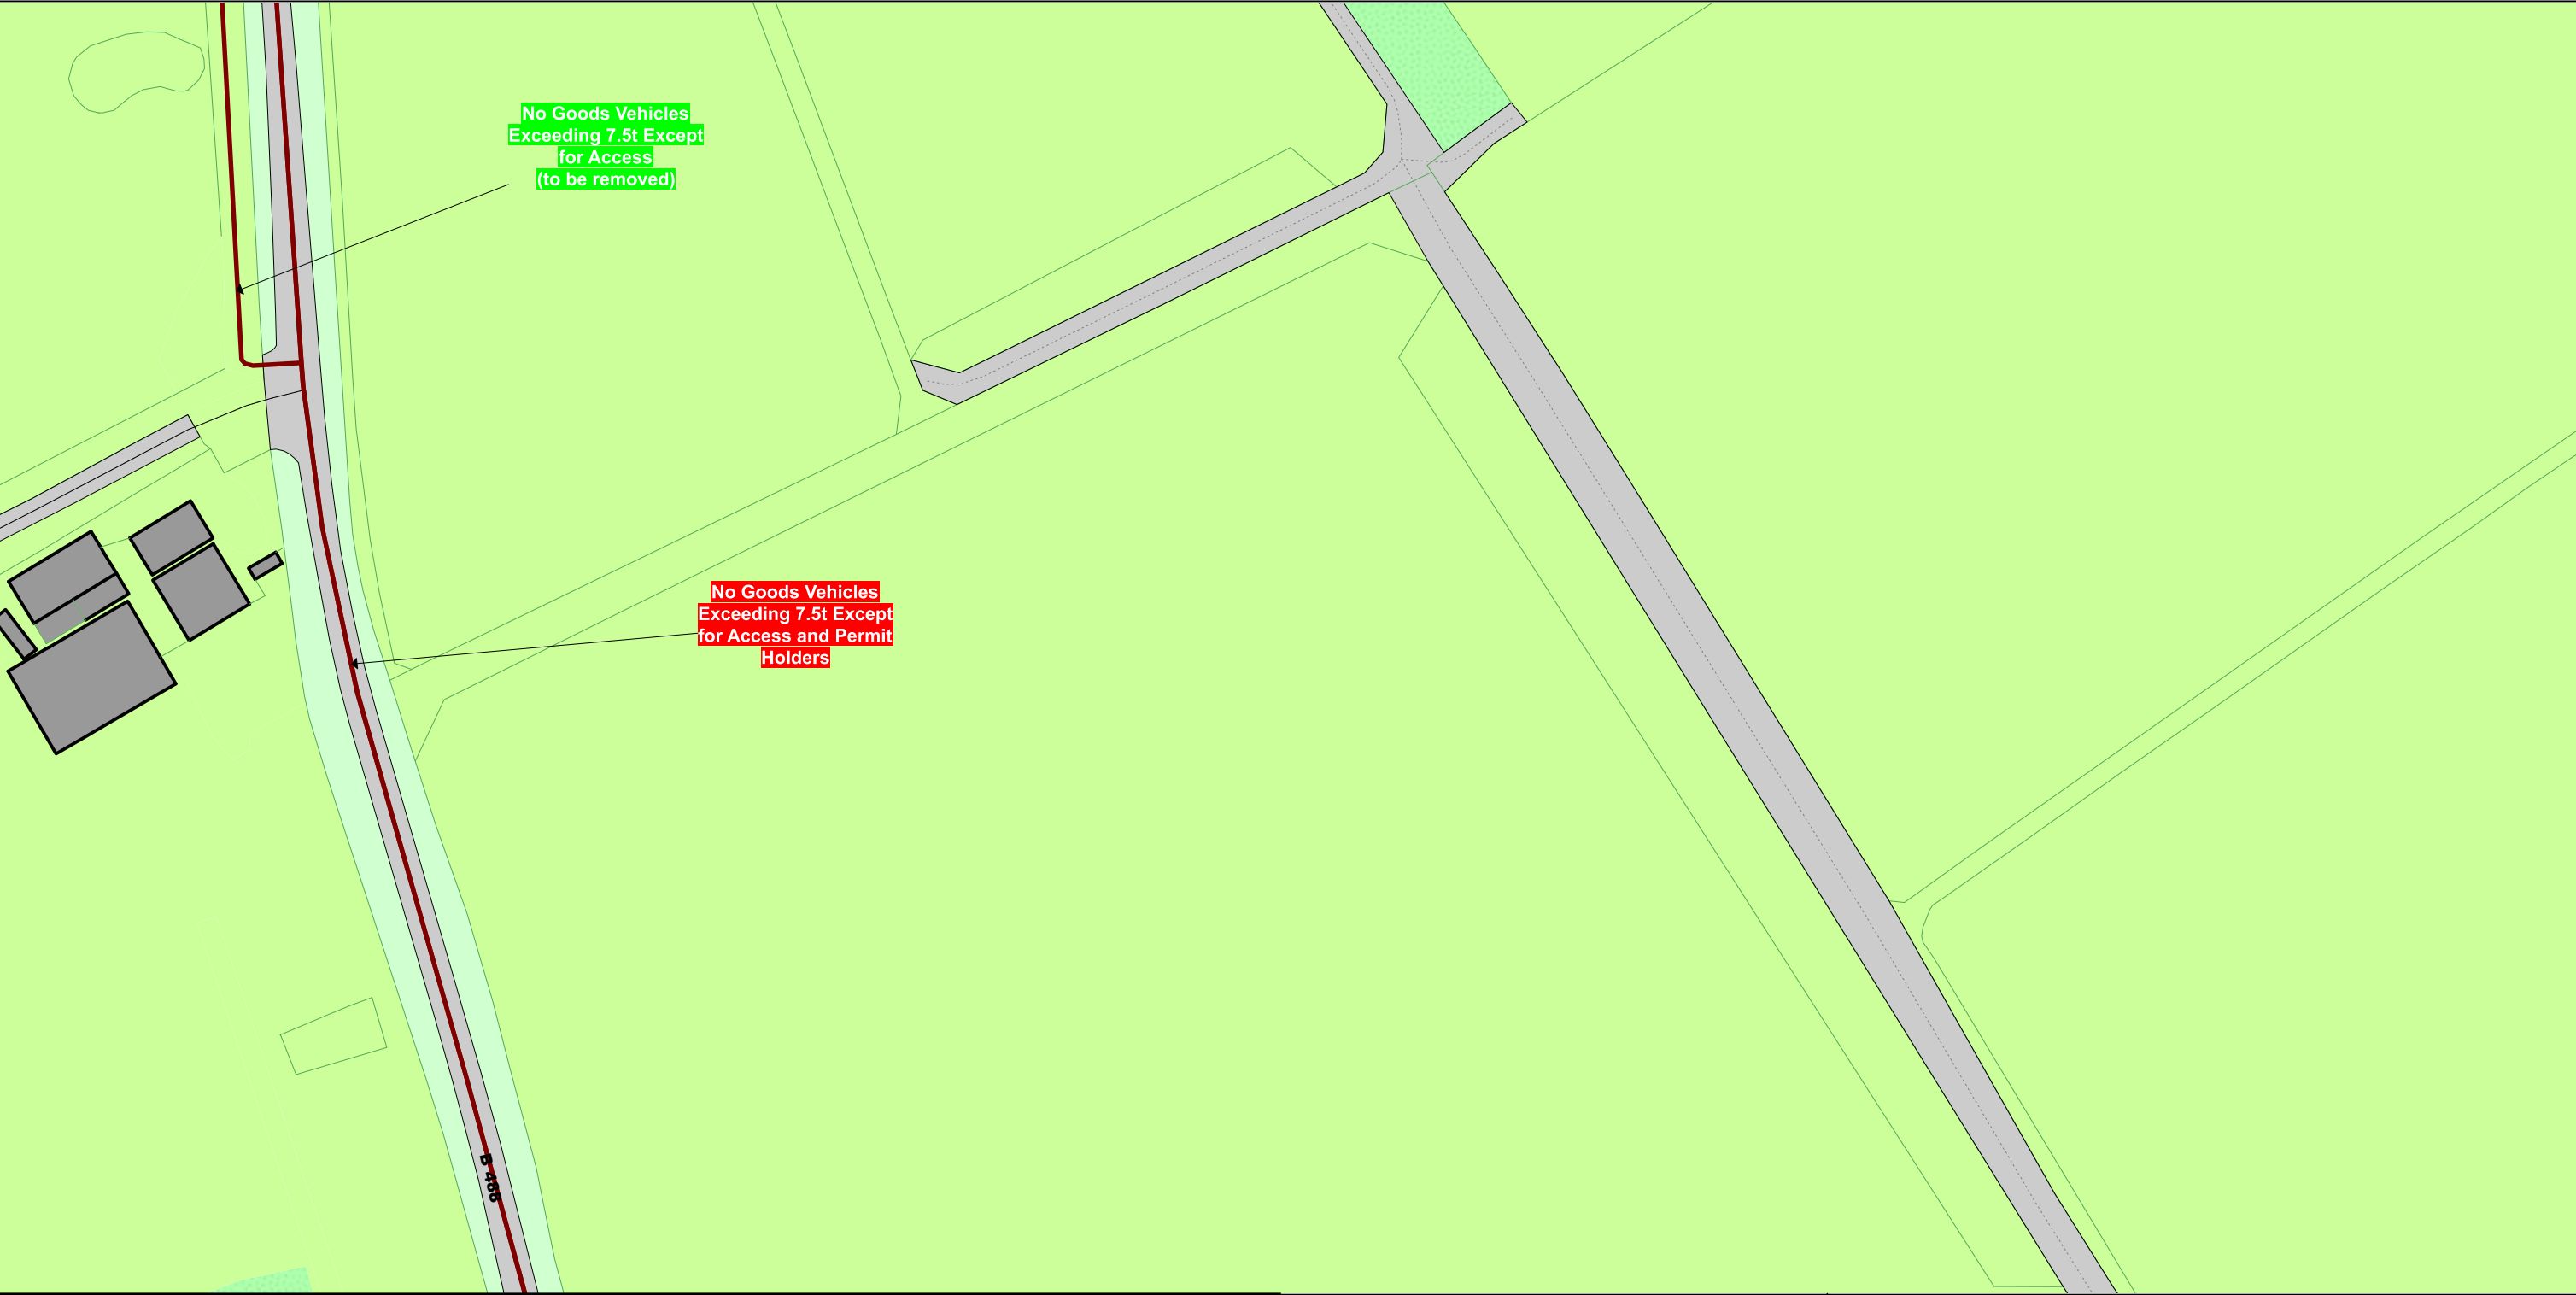 No Goods Vehicles
Exceeding 7.5t Except
for Access
(to be removed)
No Goods Vehicles
Exceeding 7.5t Except
for Access and Permit
Holders
B 488